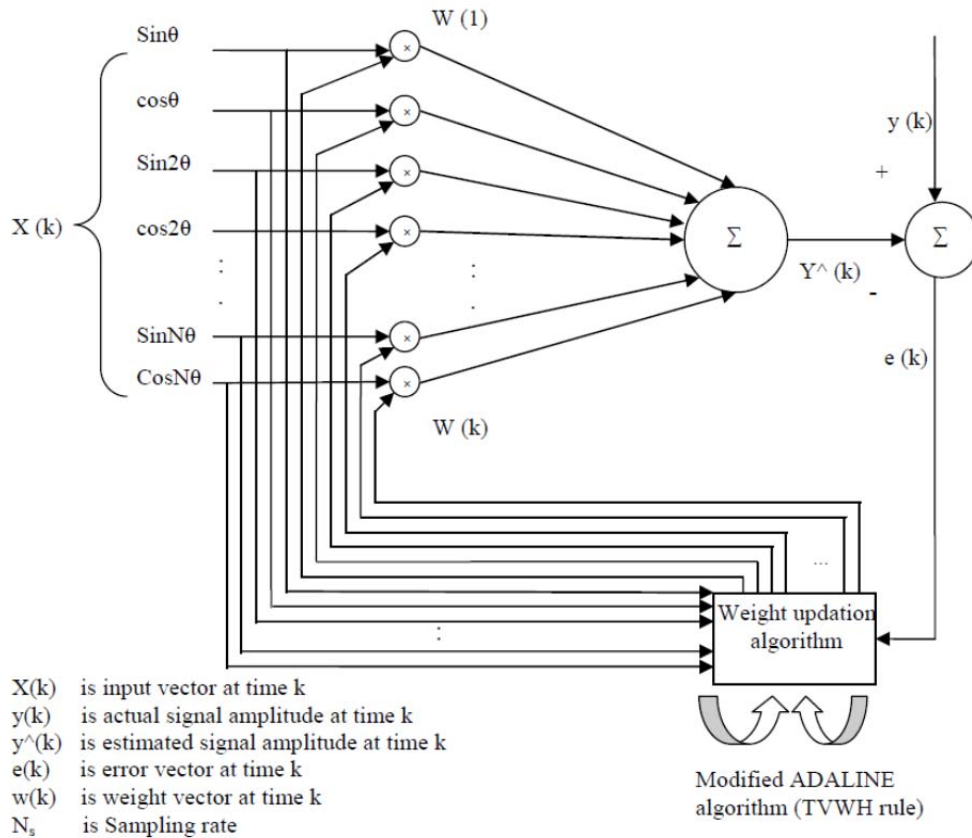 W (1)
Sinθ
cosθ
y (k)
Sin2θ
+
X (k)
cos2θ
Σ
Σ
:
:
Y^ (k)
.
.
-
SinNθ
e (k)
CosNθ
W (k)
×
×
×
×
×
×
...
:
Weight updation
algorithm
X(k) is input vector at time k
y(k) is actual signal amplitude at time k
y^(k) is estimated signal amplitude at time k
e(k) is error vector at time k
w(k) is weight vector at time k
Nₛ is Sampling rate
Modified ADALINE
algorithm (TVWH rule)